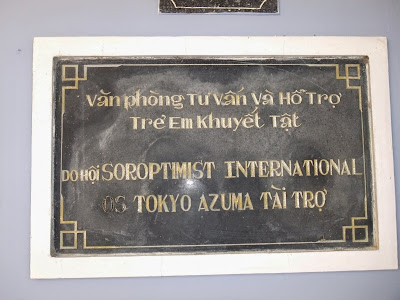 Văn phòng Tư Vấn Và Hỗ Trợ
Trẻ Em Khuyết Tật
DO HỘI SOROPTIMIST INTERNATIONAL
OS TOKYO AZUMA TÀI TRỢ